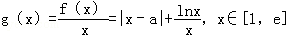 g（x）=f（x）/x=|x-a|+lnx/x，x∈[1，e]